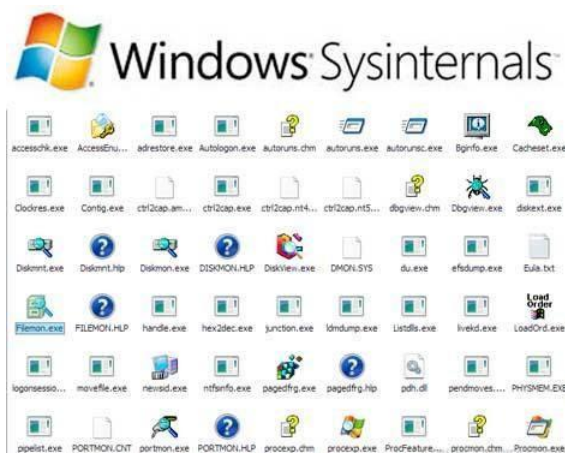 Windows Sysinternals
accesschk.exe AccessEnu... adrestore.exe Autologon.exe autoruns.chm autoruns.exe autorunsc.exe Bginfo.exe Cacheset.exe
Clockres.exe Contig.exe ctrl2cap.am... ctrl2cap.exe ctrl2cap.nt4... ctrl2cap.nt5... dbgview.chm Dbgview.exe diskext.exe
Diskmnt.exe Diskmnt.hlp Diskmon.exe DISKMON.HLP DiskView.exe DMON.SYS du.exe efsdump.exe Eula.txt
Load
Order
Filemon.exe FILEMON.HLP handle.exe hex2dec.exe junction.exe ldmdump.exe Listdlls.exe livekd.exe LoadOrd.exe
logonsessio... movefile.exe newsid.exe ntfsinfo.exe pagedfrg.exe pagedfrg.hlp pdh.dll pendmoves.... PHYSMEM.EXE
pipelist.exe PORTMON.CNT portmon.exe PORTMON.HLP procexp.chm procexp.exe ProcFeature... procmon.chm Procmon.exe